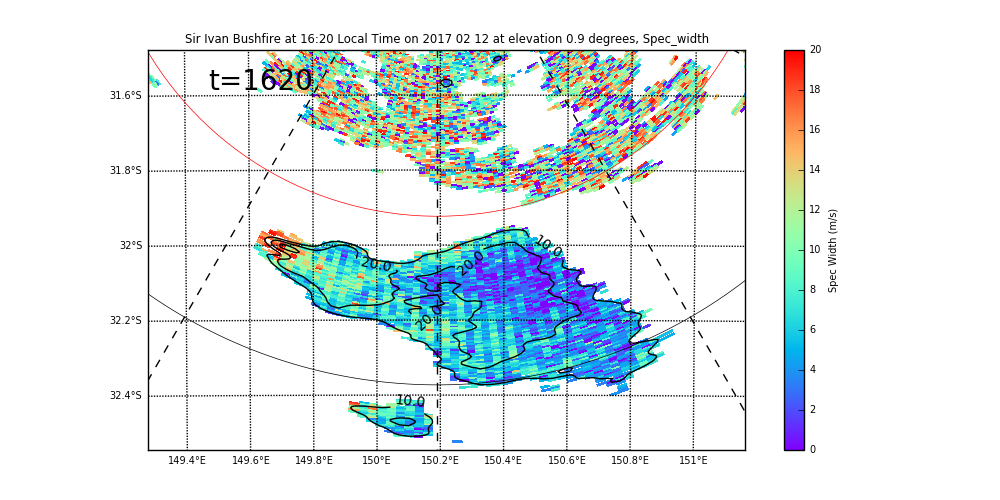 Sir Ivan Bushfire at 16:20 Local Time on 2017 02 12 at elevation 0.9 degrees, Spec_width
t=1620
31.6°S
31.8°S
32°S
32.2°S
32.4°S
149.4°E 149.6°E 149.8°E 150°E 150.2°E 150.4°E 150.6°E 150.8°E 151°E
0
10.0
20.0
20.0
20.0
10.0
20
18
16
14
12
10
8
6
4
2
0
Spec Width (m/s)